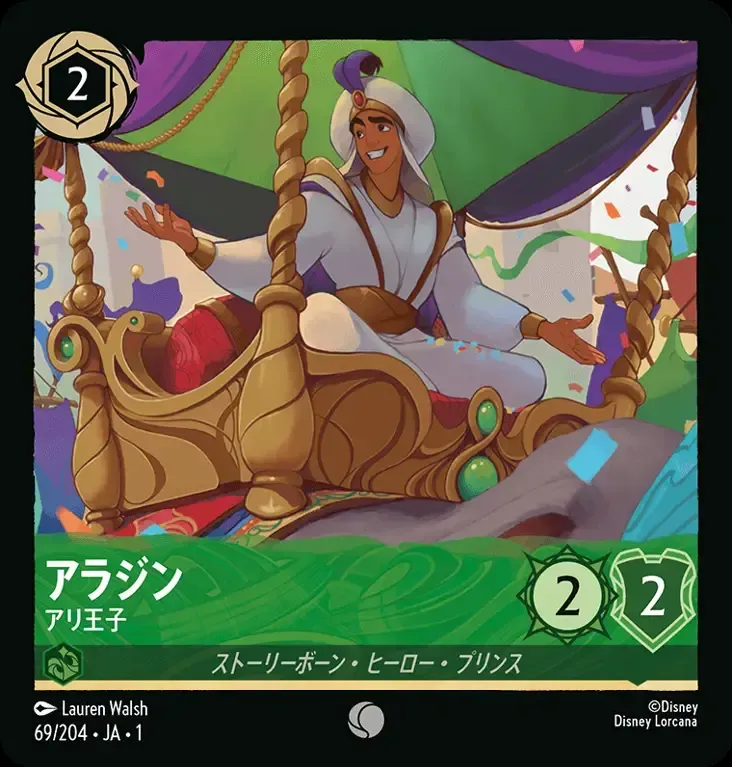 2
アラジン
アリ王子
2 2
ストーリーボーン・ヒーロー・プリンス
Lauren Walsh
69/204・JA・1
©Disney
Disney Lorcana